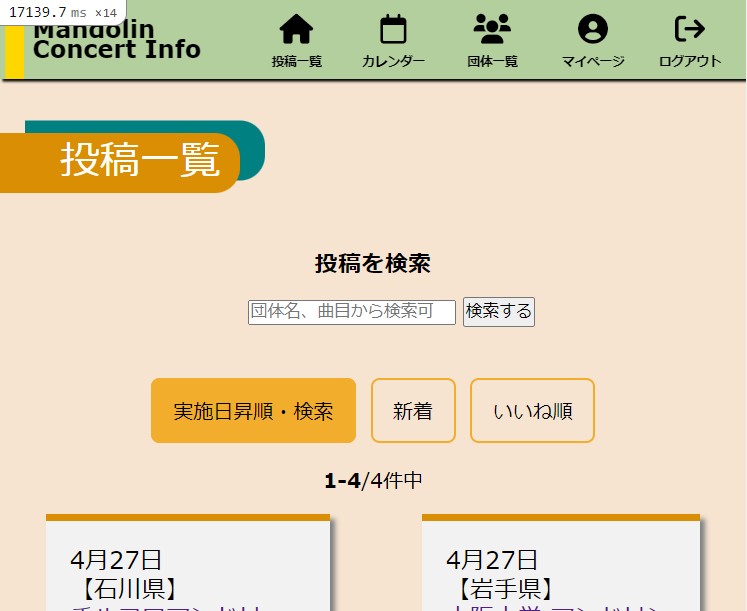 17139.7 ms ×14
Mandolin
Concert Info
投稿一覧
カレンダー
団体一覧
マイページ
ログアウト
投稿一覧
投稿を検索
団体名、曲目から検索可
検索する
実施日昇順・検索
新着
いいね順
1-4/4件中
4月27日
【石川県】
4月27日
【岩手県】